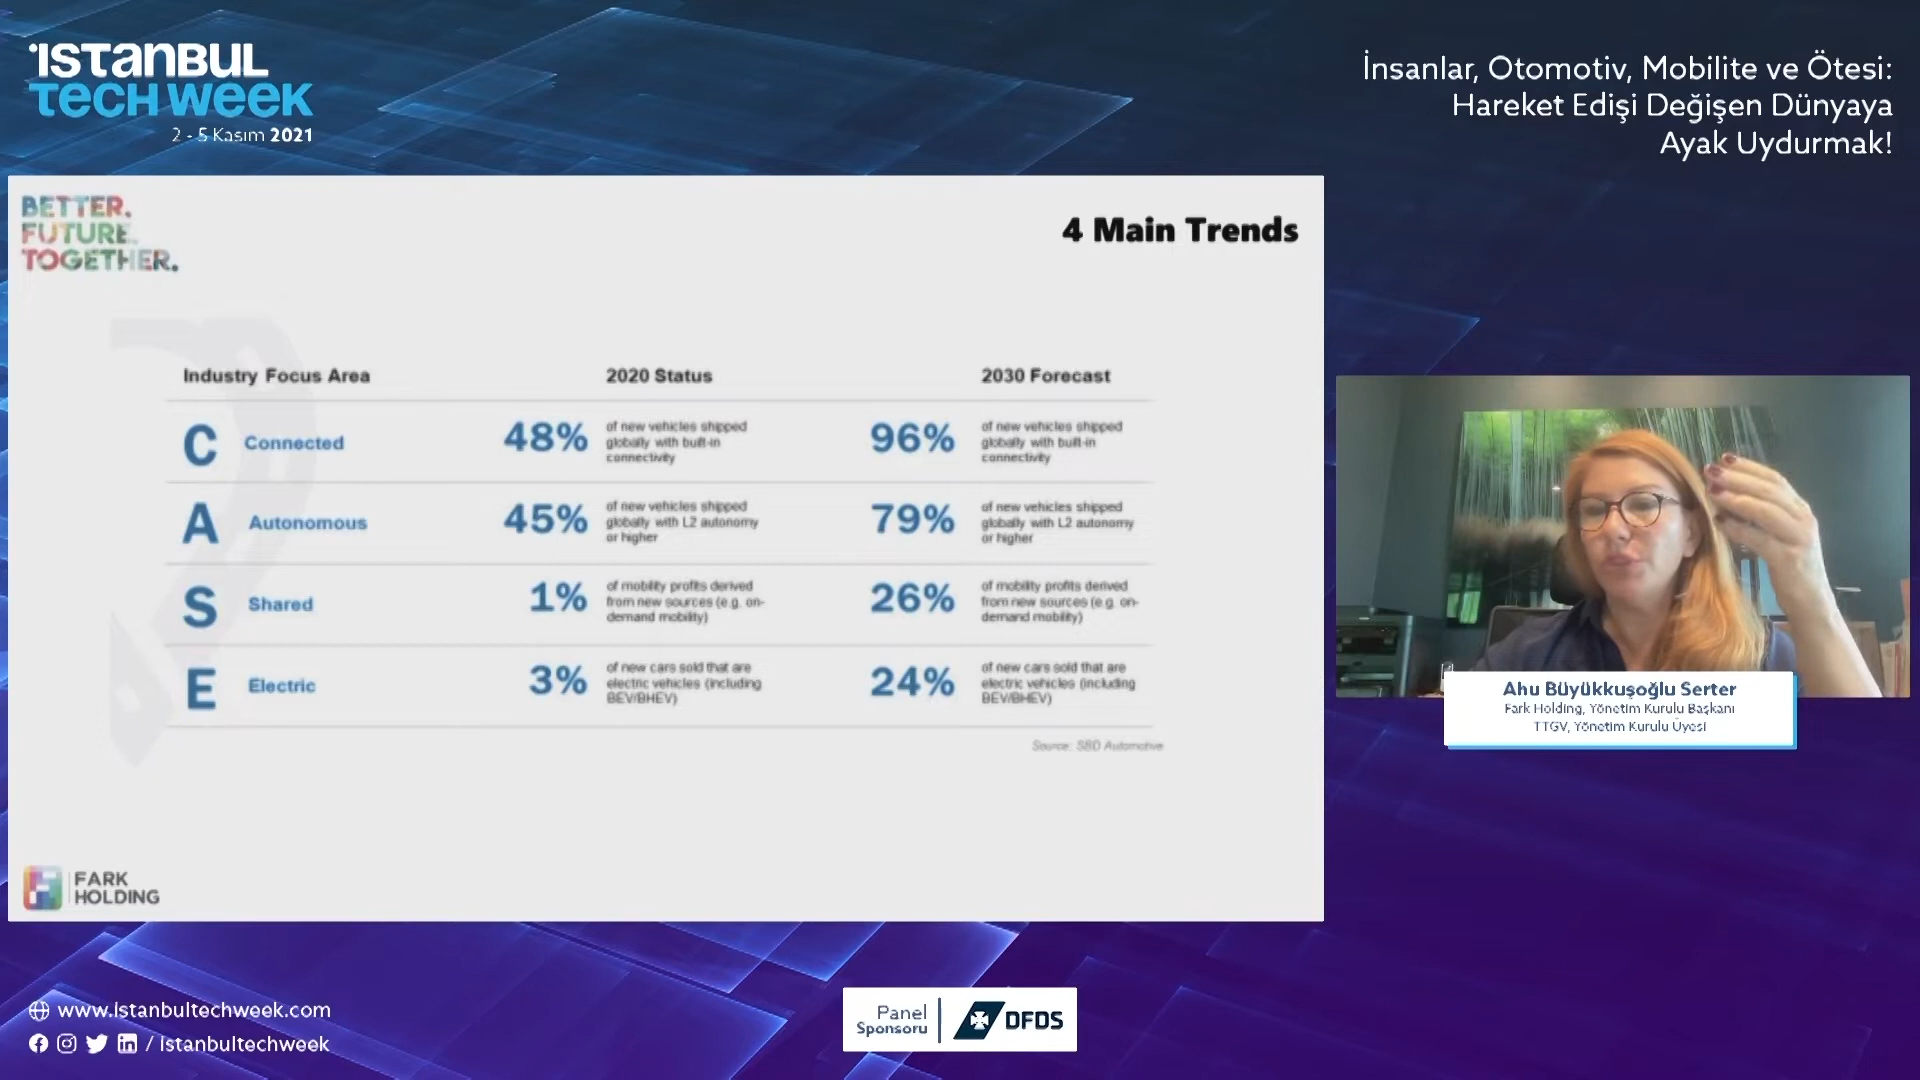 ISTANBUL
TECH WEEK
2 - 5 Kasım 2021
İnsanlar, Otomotiv, Mobilite ve Ötesi:
Hareket Edişi Değişen Dünyaya
Ayak Uydurmak!
BETTER.
FUTURE.
TOGETHER.
4 Main Trends
Industry Focus Area 2020 Status 2030 Forecast
C Connected 48% of new vehicles shipped globally with built-in connectivity 96% of new vehicles shipped globally with built-in connectivity
A Autonomous 45% of new vehicles shipped globally with L2 autonomy or higher 79% of new vehicles shipped globally with L2 autonomy or higher
S Shared 1% of mobility profits derived from new sources (e.g. on-demand mobility) 26% of mobility profits derived from new sources (e.g. on-demand mobility)
E Electric 3% of new cars sold that are electric vehicles (including BEV/BHEV) 24% of new cars sold that are electric vehicles (including BEV/BHEV)
Source: SBD Automotive
FARK
HOLDING
Ahu Büyükkuşoğlu Serter
Fark Holding, Yönetim Kurulu Başkanı
TTGV, Yönetim Kurulu Üyesi
www.istanbultechweek.com
/ istanbultechweek
Panel
Sponsoru
DFDS